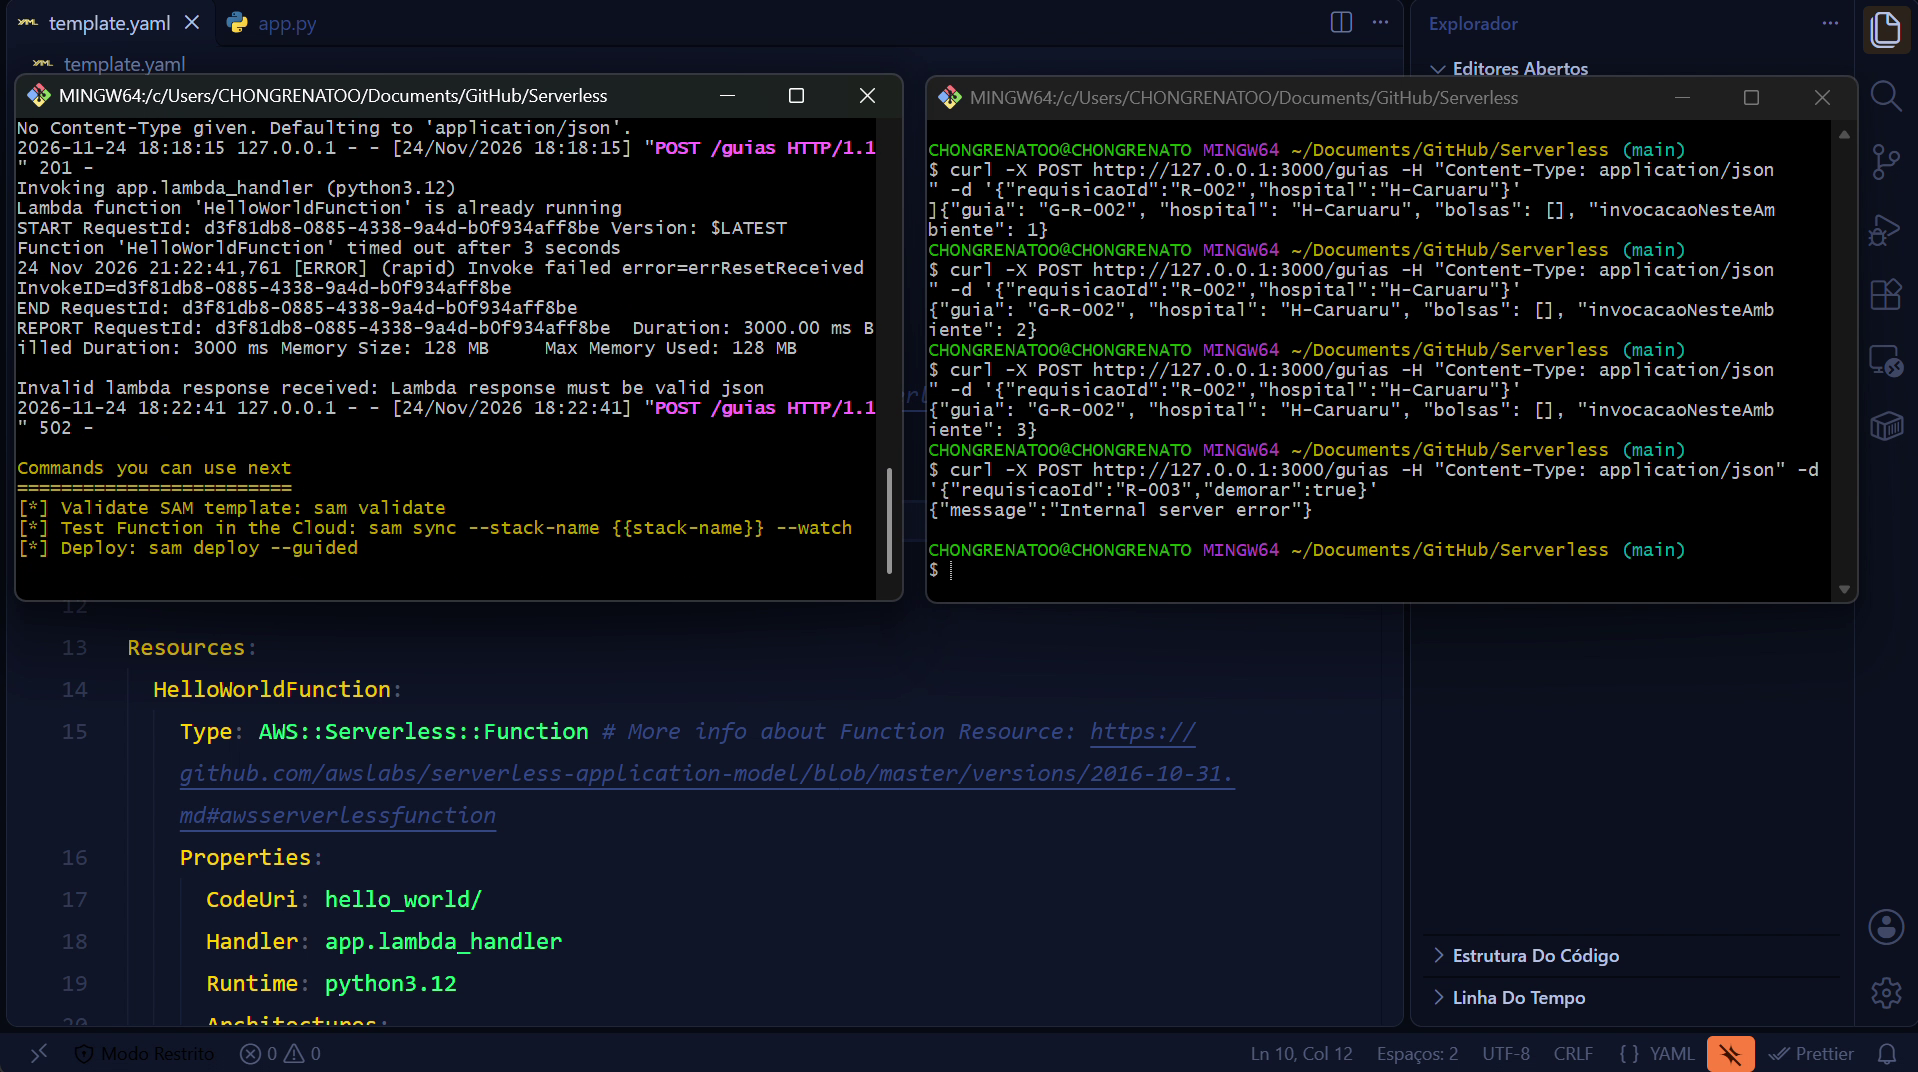 template.yaml
app.py
template.yaml
Explorador
Editores Abertos
MINGW64:/c/Users/CHONGRENATOO/Documents/GitHub/Serverless
No Content-Type given. Defaulting to 'application/json'.
2026-11-24 18:18:15 127.0.0.1 - - [24/Nov/2026 18:18:15] "POST /guias HTTP/1.1
" 201 -
Invoking app.lambda_handler (python3.12)
Lambda function 'HelloWorldFunction' is already running
START RequestId: d3f81db8-0885-4338-9a4d-b0f934aff8be Version: $LATEST
Function 'HelloWorldFunction' timed out after 3 seconds
24 Nov 2026 21:22:41,761 [ERROR] (rapid) Invoke failed error=errResetReceived
InvokeID=d3f81db8-0885-4338-9a4d-b0f934aff8be
END RequestId: d3f81db8-0885-4338-9a4d-b0f934aff8be
REPORT RequestId: d3f81db8-0885-4338-9a4d-b0f934aff8be  Duration: 3000.00 ms B
illed Duration: 3000 ms Memory Size: 128 MB     Max Memory Used: 128 MB
Invalid lambda response received: Lambda response must be valid json
2026-11-24 18:22:41 127.0.0.1 - - [24/Nov/2026 18:22:41] "POST /guias HTTP/1.1
" 502 -
Commands you can use next
=========================
[*] Validate SAM template: sam validate
[*] Test Function in the Cloud: sam sync --stack-name {{stack-name}} --watch
[*] Deploy: sam deploy --guided
MINGW64:/c/Users/CHONGRENATOO/Documents/GitHub/Serverless
CHONGRENATOO@CHONGRENATO MINGW64 ~/Documents/GitHub/Serverless (main)
$ curl -X POST http://127.0.0.1:3000/guias -H "Content-Type: application/json
" -d '{"requisicaoId":"R-002","hospital":"H-Caruaru"}'
]{"guia": "G-R-002", "hospital": "H-Caruaru", "bolsas": [], "invocacaoNesteAm
biente": 1}
CHONGRENATOO@CHONGRENATO MINGW64 ~/Documents/GitHub/Serverless (main)
$ curl -X POST http://127.0.0.1:3000/guias -H "Content-Type: application/json
" -d '{"requisicaoId":"R-002","hospital":"H-Caruaru"}'
{"guia": "G-R-002", "hospital": "H-Caruaru", "bolsas": [], "invocacaoNesteAmb
iente": 2}
CHONGRENATOO@CHONGRENATO MINGW64 ~/Documents/GitHub/Serverless (main)
$ curl -X POST http://127.0.0.1:3000/guias -H "Content-Type: application/json
" -d '{"requisicaoId":"R-002","hospital":"H-Caruaru"}'
{"guia": "G-R-002", "hospital": "H-Caruaru", "bolsas": [], "invocacaoNesteAmb
iente": 3}
CHONGRENATOO@CHONGRENATO MINGW64 ~/Documents/GitHub/Serverless (main)
$ curl -X POST http://127.0.0.1:3000/guias -H "Content-Type: application/json" -d
'{"requisicaoId":"R-003","demorar":true}'
{"message":"Internal server error"}
CHONGRENATOO@CHONGRENATO MINGW64 ~/Documents/GitHub/Serverless (main)
$
12
13 Resources:
14 HelloWorldFunction:
15 Type: AWS::Serverless::Function # More info about Function Resource: https://
github.com/awslabs/serverless-application-model/blob/master/versions/2016-10-31.
md#awsserverlessfunction
16 Properties:
17 CodeUri: hello_world/
18 Handler: app.lambda_handler
19 Runtime: python3.12
20 Architectures:
Estrutura Do Código
Linha Do Tempo
Modo Restrito
0
0
Ln 10, Col 12
Espaços: 2
UTF-8
CRLF
{ } YAML
Prettier